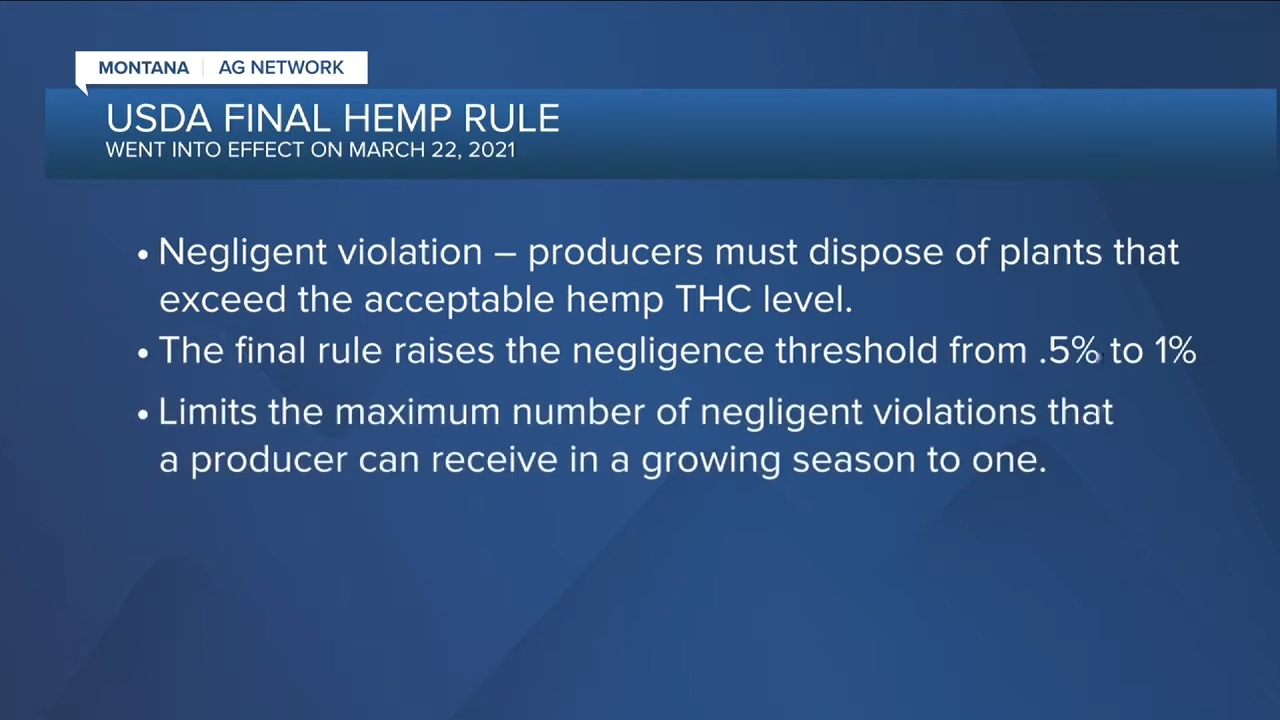 MONTANA | AG NETWORK
USDA FINAL HEMP RULE
WENT INTO EFFECT ON MARCH 22, 2021
• Negligent violation – producers must dispose of plants that
exceed the acceptable hemp THC level.
• The final rule raises the negligence threshold from .5% to 1%
• Limits the maximum number of negligent violations that
a producer can receive in a growing season to one.